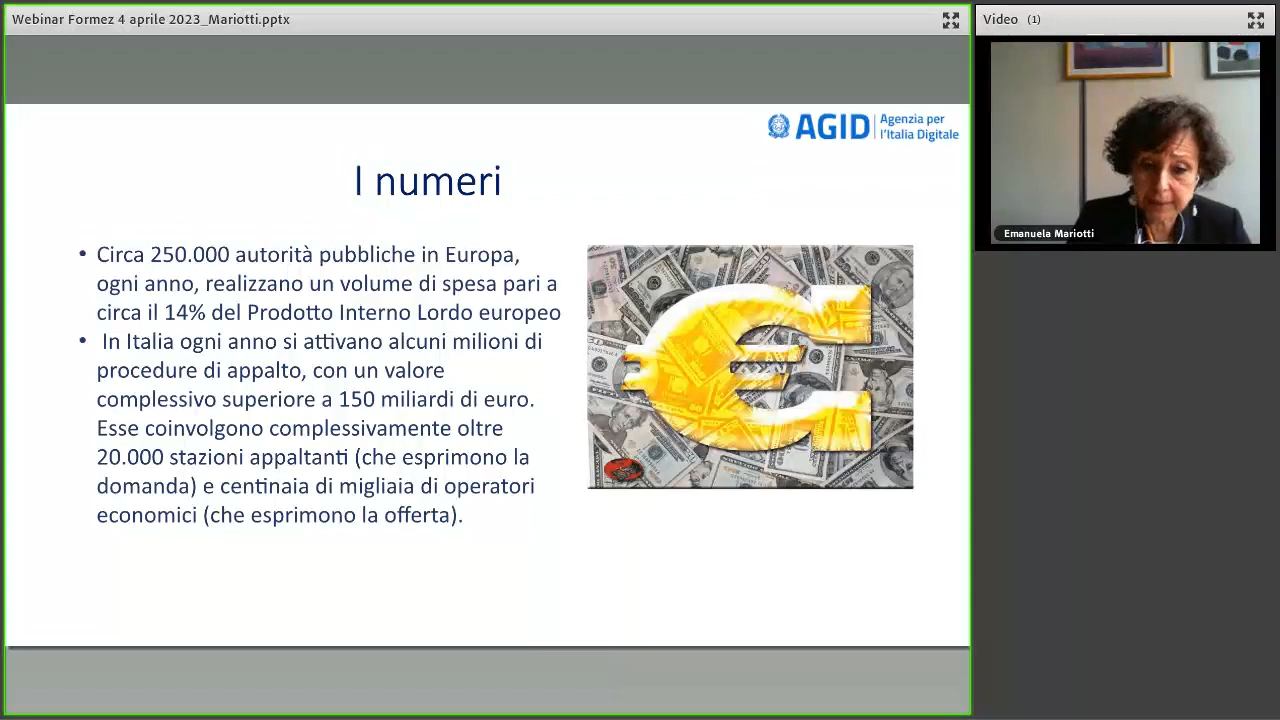 Webinar Formez 4 aprile 2023_Mariotti.pptx
Video (1)
AGID
Agenzia per
l'Italia Digitale
Emanuela Mariotti
I numeri
• Circa 250.000 autorità pubbliche in Europa,
ogni anno, realizzano un volume di spesa pari a
circa il 14% del Prodotto Interno Lordo europeo
• In Italia ogni anno si attivano alcuni milioni di
procedure di appalto, con un valore
complessivo superiore a 150 miliardi di euro.
Esse coinvolgono complessivamente oltre
20.000 stazioni appaltanti (che esprimono la
domanda) e centinaia di migliaia di operatori
economici (che esprimono la offerta).
€